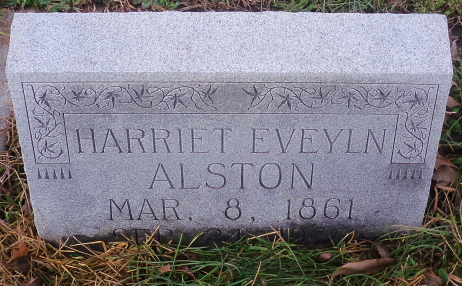 HARRIET EVEYLN
ALSTON
MAR. 8, 1861